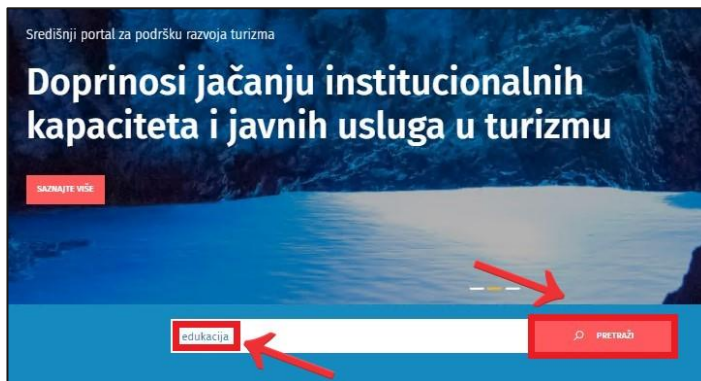 Središnji portal za podršku razvoja turizma
Doprinosi jačanju institucionalnih
kapaciteta i javnih usluga u turizmu
SAZNAJTE VIŠE
edukacija
PRETRAŽI